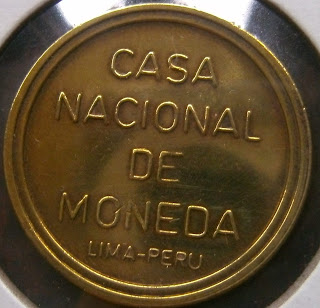 CASA
NACIONAL
DE
MONEDA
LIMA-PERU